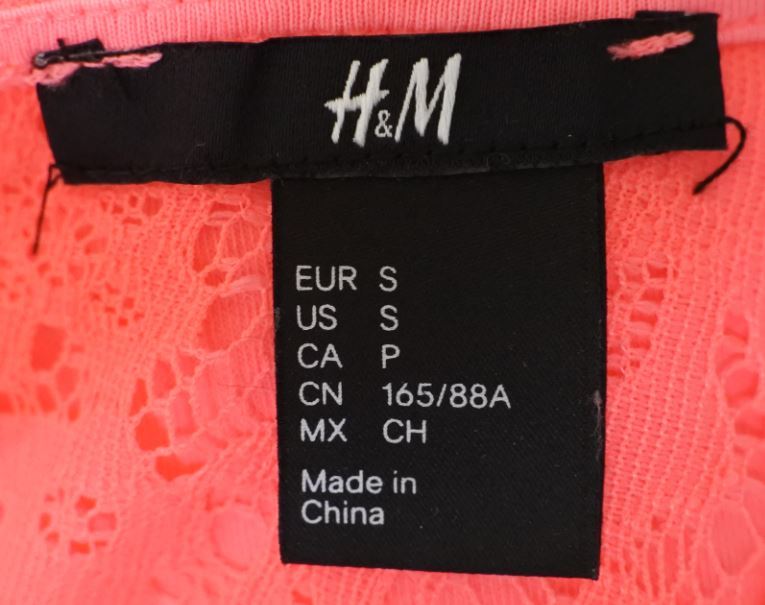 H&M
EUR S
US S
CA P
CN 165/88A
MX CH
Made in
China